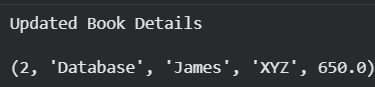 Updated Book Details
(2, 'Database', 'James', 'XYZ', 650.0)